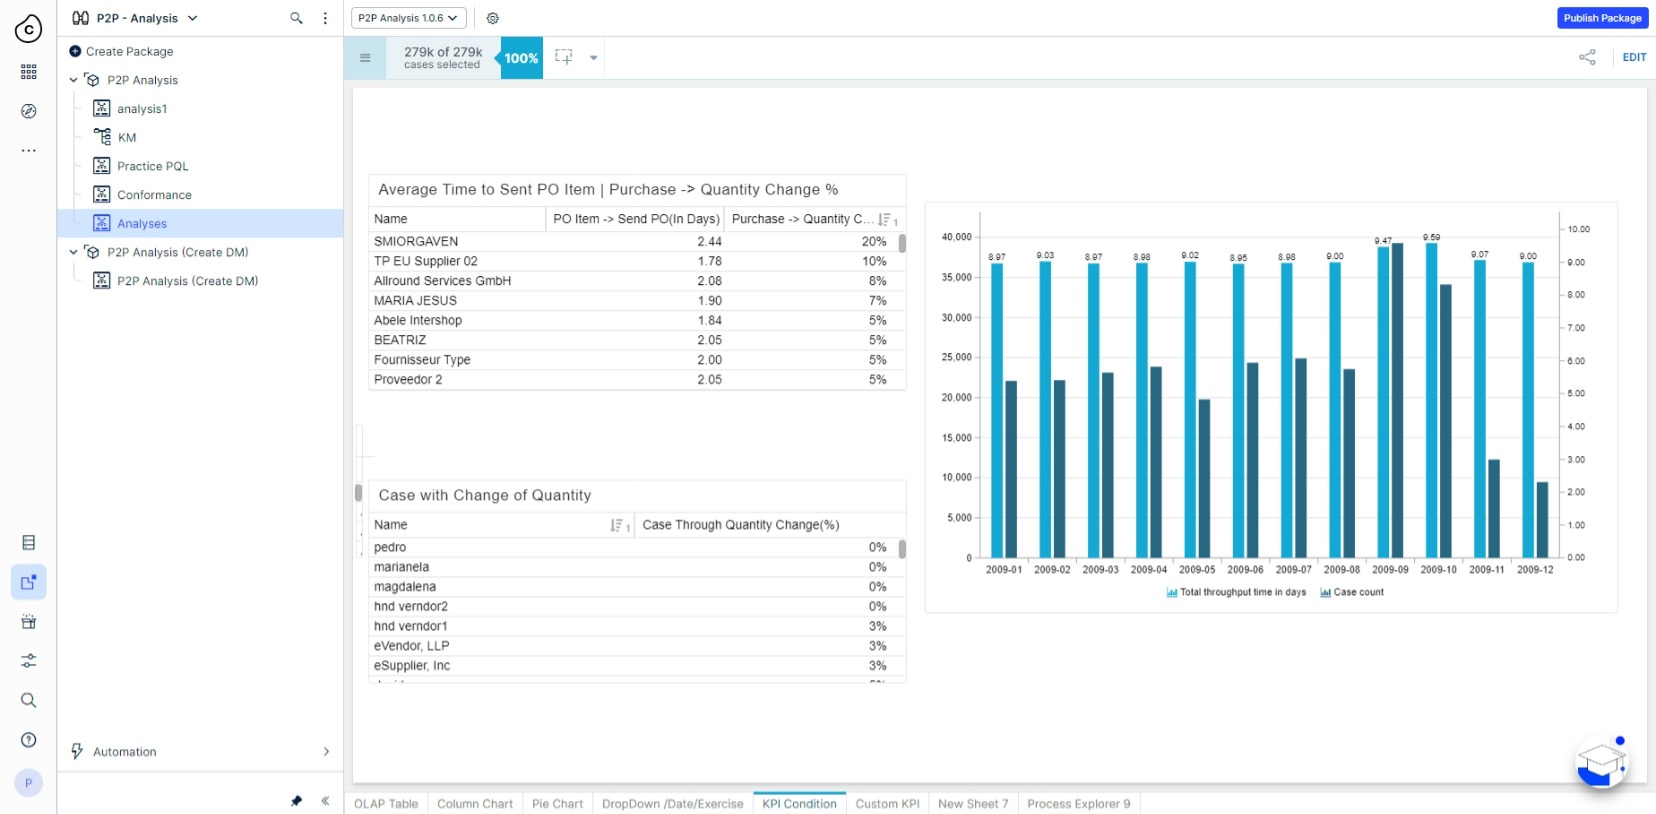 P2P - Analysis
P2P Analysis 1.0.6
Publish Package
Create Package
279k of 279k
cases selected
100%
EDIT
P2P Analysis
analysis1
KM
Practice PQL
Conformance
Analyses
P2P Analysis (Create DM)
P2P Analysis (Create DM)
Automation
P
Average Time to Sent PO Item | Purchase -> Quantity Change %
Name PO Item -> Send PO(In Days) Purchase -> Quantity C... 1
SMIORGAVEN 2.44 20%
TP EU Supplier 02 1.78 10%
Allround Services GmbH 2.08 8%
MARIA JESUS 1.90 7%
Abele Intershop 1.84 5%
BEATRIZ 2.05 5%
Fournisseur Type 2.00 5%
Proveedor 2 2.05 5%
Case with Change of Quantity
Name 1 Case Through Quantity Change(%)
pedro 0%
marianela 0%
magdalena 0%
hnd verndor2 0%
hnd verndor1 3%
eVendor, LLP 3%
eSupplier, Inc 3%
40,000
35,000
30,000
25,000
20,000
15,000
10,000
5,000
0
8.97 9.03 8.97 8.98 9.02 8.95 8.98 9.00 9.47 9.59 9.07 9.00
10.00
9.00
8.00
7.00
6.00
5.00
4.00
3.00
2.00
1.00
0.00
2009-01 2009-02 2009-03 2009-04 2009-05 2009-06 2009-07 2009-08 2009-09 2009-10 2009-11 2009-12
Total throughput time in days Case count
OLAP Table Column Chart Pie Chart DropDown /Date/Exercise KPI Condition Custom KPI New Sheet 7 Process Explorer 9